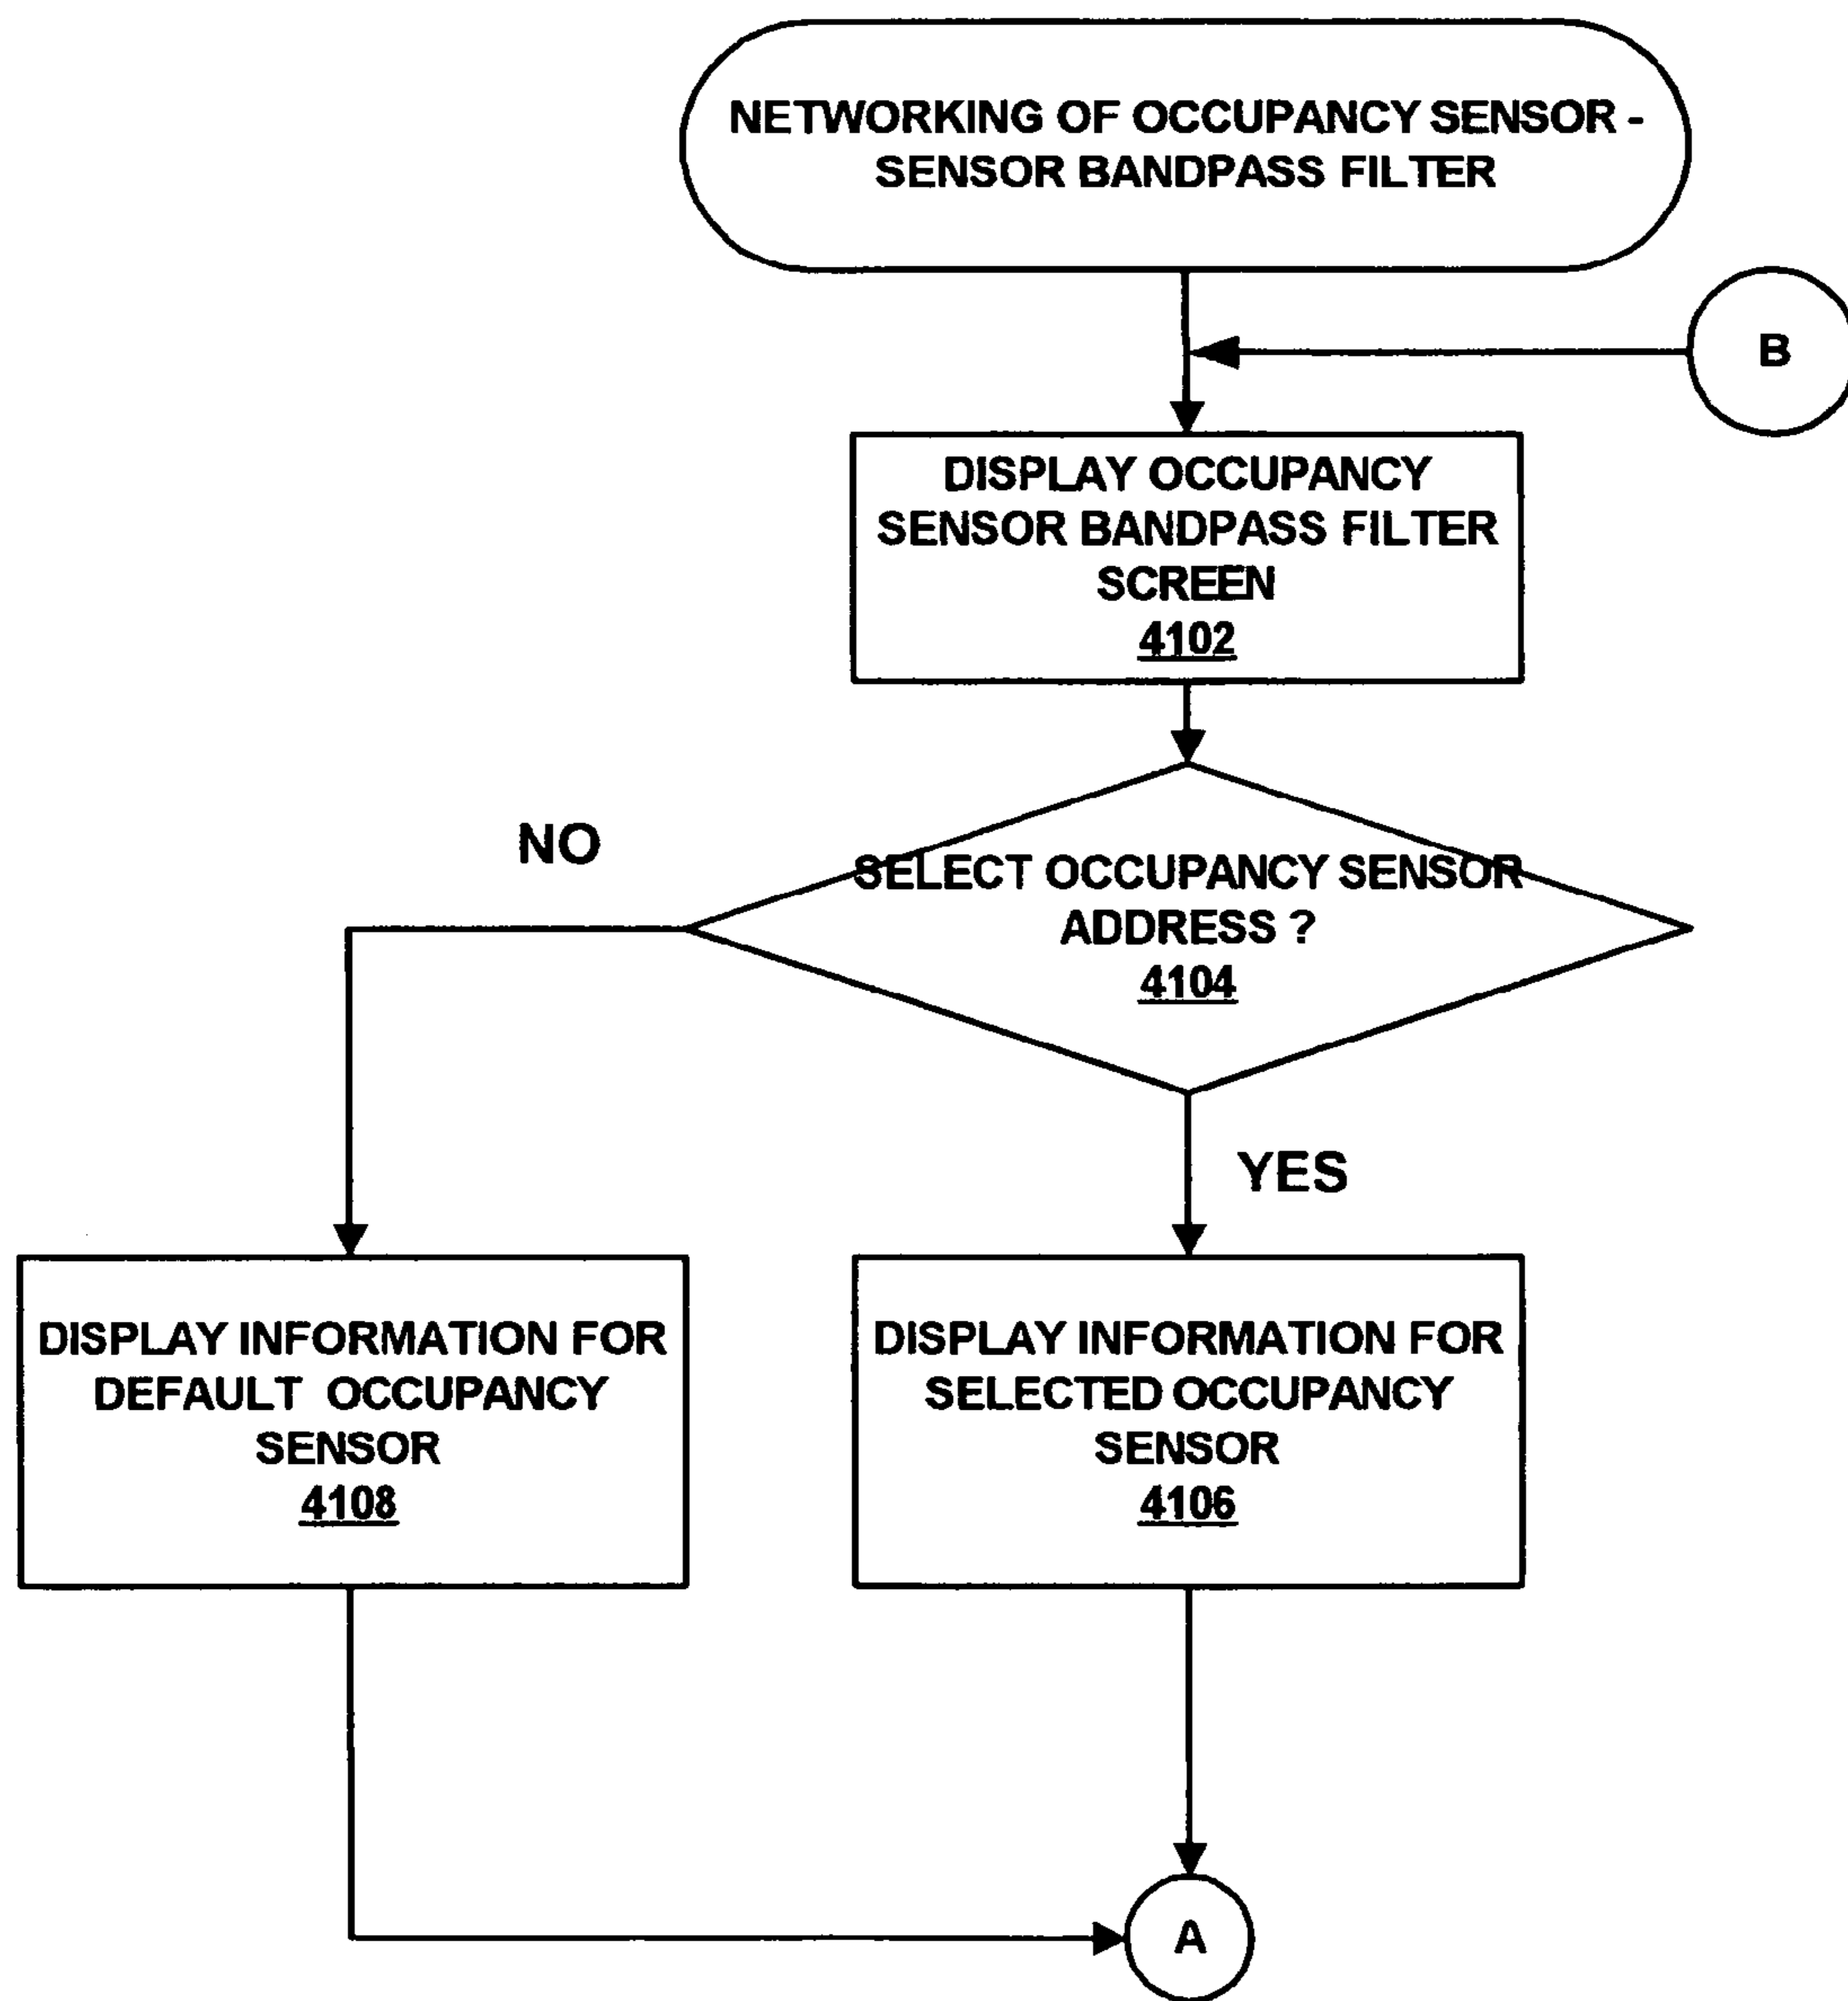 NETWORKING OF OCCUPANCY SENSOR -
SENSOR BANDPASS FILTER
B
DISPLAY OCCUPANCY
SENSOR BANDPASS FILTER
SCREEN
4102
NO
SELECT OCCUPANCY SENSOR
ADDRESS ?
4104
YES
DISPLAY INFORMATION FOR
DEFAULT OCCUPANCY
SENSOR
4108
DISPLAY INFORMATION FOR
SELECTED OCCUPANCY
SENSOR
4106
A